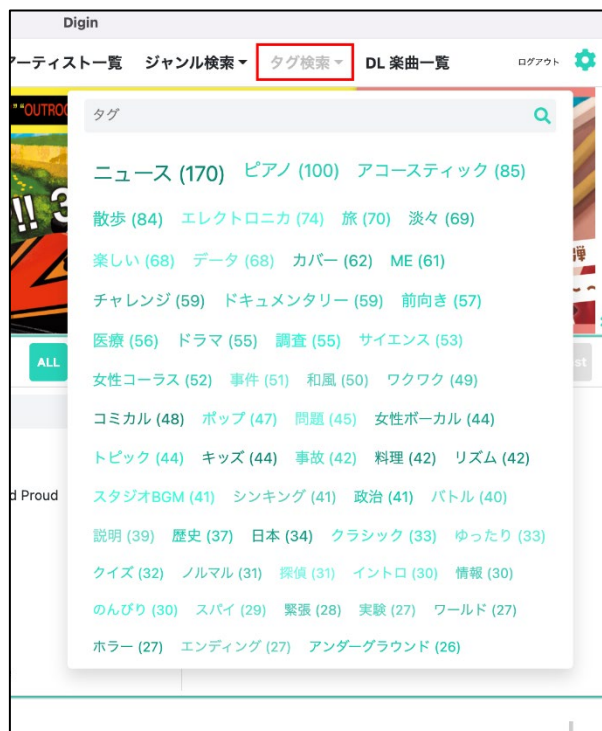 Digin
アーティスト一覧 ジャンル検索 タグ検索 DL 楽曲一覧 ログアウト
"OUTRO
!! 3
弾
タグ
ニュース (170) ピアノ (100) アコースティック (85)
散歩 (84) エレクトロニカ (74) 旅 (70) 淡々 (69)
楽しい (68) データ (68) カバー (62) ME (61)
チャレンジ (59) ドキュメンタリー (59) 前向き (57)
医療 (56) ドラマ (55) 調査 (55) サイエンス (53)
ALL
st
女性コーラス (52) 事件 (51) 和風 (50) ワクワク (49)
コミカル (48) ポップ (47) 問題 (45) 女性ボーカル (44)
トピック (44) キッズ (44) 事故 (42) 料理 (42) リズム (42)
d Proud
スタジオBGM (41) シンキング (41) 政治 (41) バトル (40)
説明 (39) 歴史 (37) 日本 (34) クラシック (33) ゆったり (33)
クイズ (32) ノルマル (31) 探偵 (31) イントロ (30) 情報 (30)
のんびり (30) スパイ (29) 緊張 (28) 実験 (27) ワールド (27)
ホラー (27) エンディング (27) アンダーグラウンド (26)